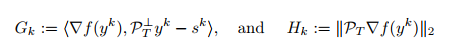 G_k := ⟨∇f(y^k), 𝒫_T^⊥ y^k − s^k⟩, and H_k := ‖𝒫_T ∇f(y^k)‖_2